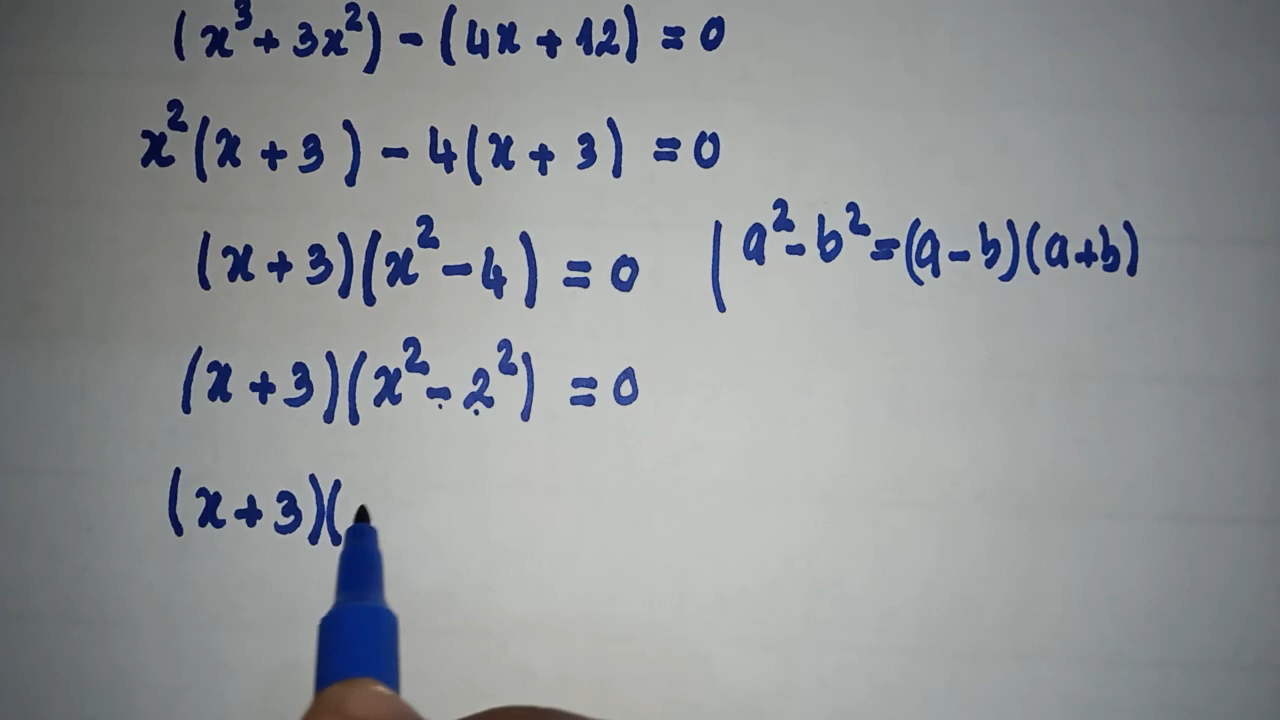 (x³ + 3x²) - (4x + 12) = 0
x²(x + 3) - 4(x + 3) = 0
(x + 3)(x² - 4) = 0 ( a² - b² = (a - b)(a + b)
(x + 3)(x² - 2²) = 0
(x + 3)(